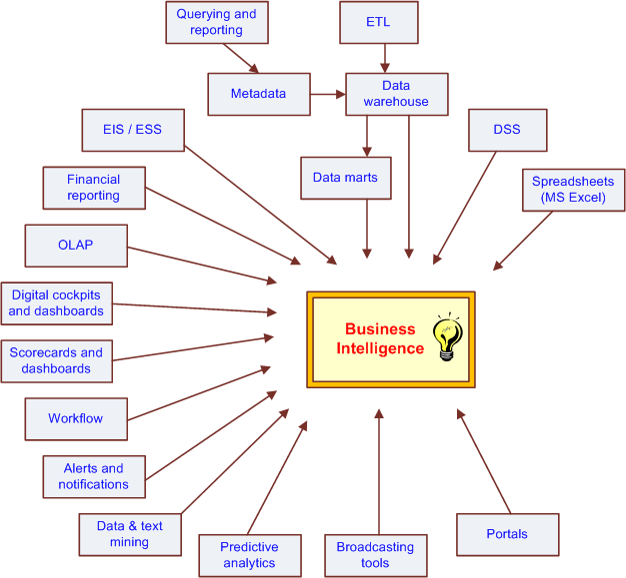 Querying and
reporting
ETL
Metadata
Data
warehouse
EIS / ESS
DSS
Financial
reporting
Data marts
Spreadsheets
(MS Excel)
OLAP
Digital cockpits
and dashboards
Business
Intelligence
Scorecards and
dashboards
Workflow
Alerts and
notifications
Data & text
mining
Predictive
analytics
Broadcasting
tools
Portals